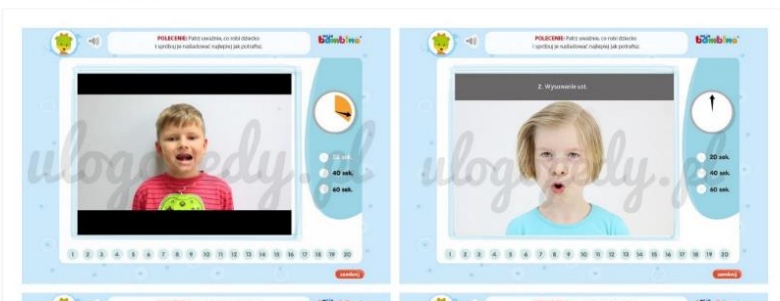 POLECENIE: Patrz uważnie, co robi dziecko
i spróbuj je naśladować najlepiej jak potrafisz.
bambino
20 sek.
40 sek.
60 sek.
1 2 3 4 5 6 7 8 9 10 11 12 13 14 15 16 17 18 19 20
zamknij
POLECENIE: Patrz uważnie, co robi dziecko
i spróbuj je naśladować najlepiej jak potrafisz.
bambino
2. Wysuwanie ust.
20 sek.
40 sek.
60 sek.
1 2 3 4 5 6 7 8 9 10 11 12 13 14 15 16 17 18 19 20
zamknij
ulogopedy.pl
ulogopedy.pl